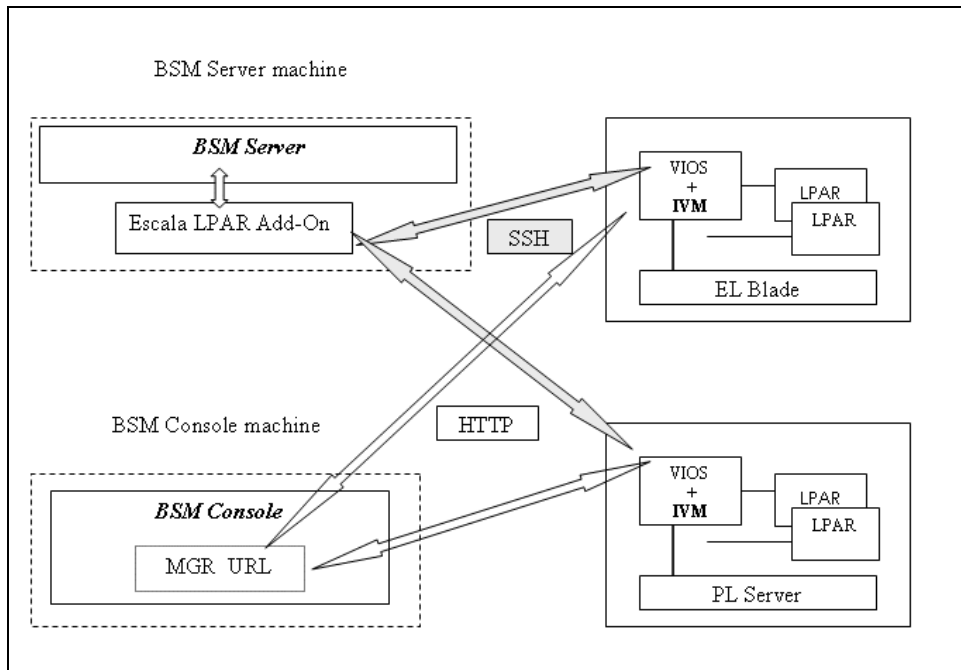 BSM Server machine
BSM Server
Escala LPAR Add-On
SSH
VIOS
+
IVM
LPAR
LPAR
EL Blade
BSM Console machine
HTTP
BSM Console
MGR URL
VIOS
+
IVM
LPAR
LPAR
PL Server